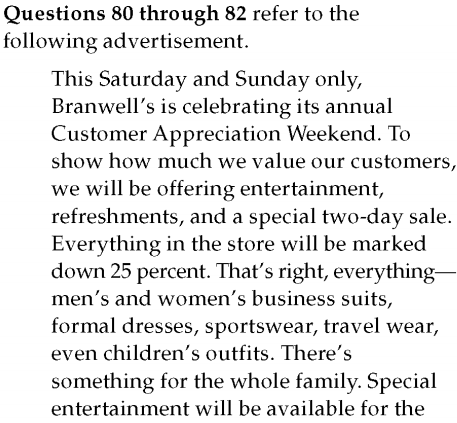 Questions 80 through 82 refer to the
following advertisement.
This Saturday and Sunday only,
Branwell's is celebrating its annual
Customer Appreciation Weekend. To
show how much we value our customers,
we will be offering entertainment,
refreshments, and a special two-day sale.
Everything in the store will be marked
down 25 percent. That's right, everything—
men's and women's business suits,
formal dresses, sportswear, travel wear,
even children's outfits. There's
something for the whole family. Special
entertainment will be available for the